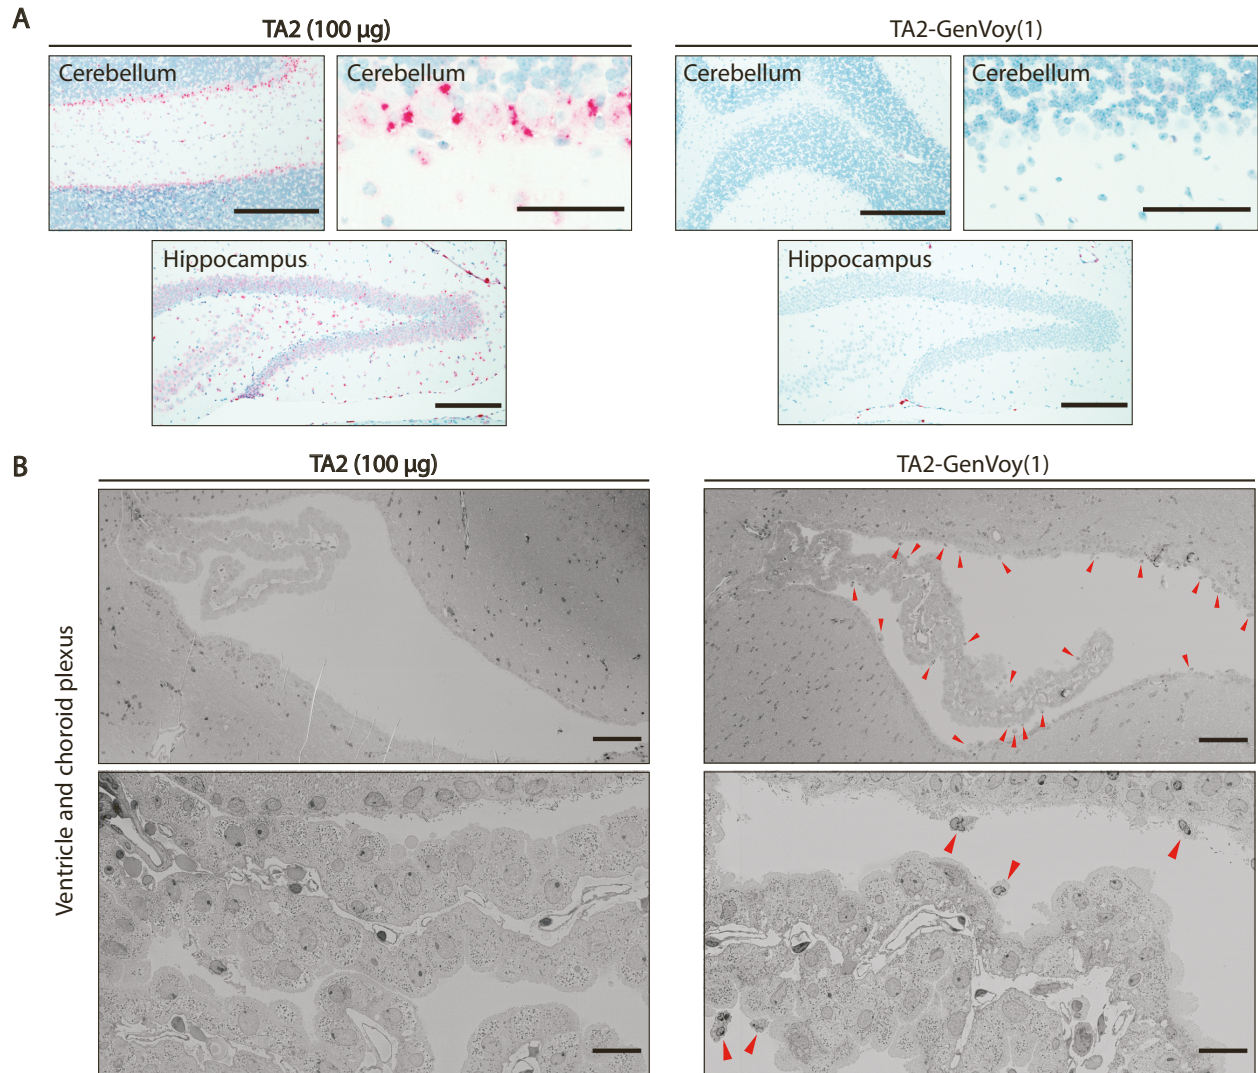 A
TA2 (100 µg)
TA2-GenVoy(1)
Cerebellum
Cerebellum
Cerebellum
Cerebellum
Hippocampus
Hippocampus
B
TA2 (100 µg)
TA2-GenVoy(1)
Ventricle and choroid plexus